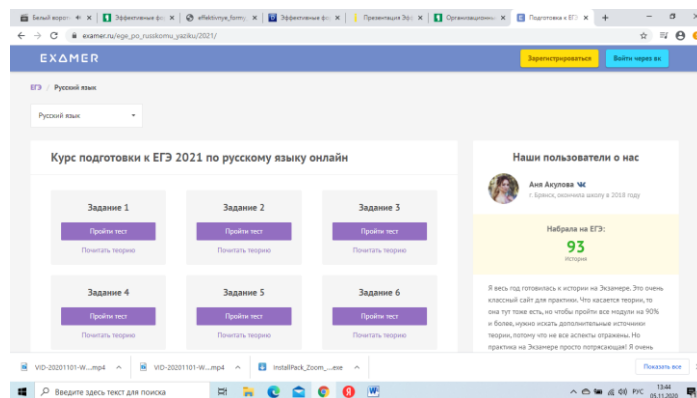 Белый ворот
Эффективные фо
effektivnye_formy
Эффективные фо
Презентация Эф
Организационны
Подготовка к ЕГЭ
examer.ru/ege_po_russkomu_yaziku/2021/
EXAMER
Зарегистрироваться
Войти через вк
ЕГЭ / Русский язык
Русский язык
Курс подготовки к ЕГЭ 2021 по русскому языку онлайн
Задание 1
Пройти тест
Почитать теорию
Задание 2
Пройти тест
Почитать теорию
Задание 3
Пройти тест
Почитать теорию
Задание 4
Пройти тест
Почитать теорию
Задание 5
Пройти тест
Почитать теорию
Задание 6
Пройти тест
Почитать теорию
Наши пользователи о нас
Аня Акулова
г. Брянск, окончила школу в 2018 году
Набрала на ЕГЭ:
93
Истории
Я весь год готовилась к истории на Экзамере. Это очень
классный сайт для практики. Что касается теории, то
она тут тоже есть, но чтобы пройти все модули на 90%
и более, нужно искать дополнительные источники
теории, потому что не все аспекты отражены. Но
практика на Экзамере просто потрясающая! Я очень
VID-20201101-W....mp4
VID-20201101-W....mp4
InstallPack_Zoom_....exe
Показать все
Введите здесь текст для поиска
РУС
13:44
05.11.2020